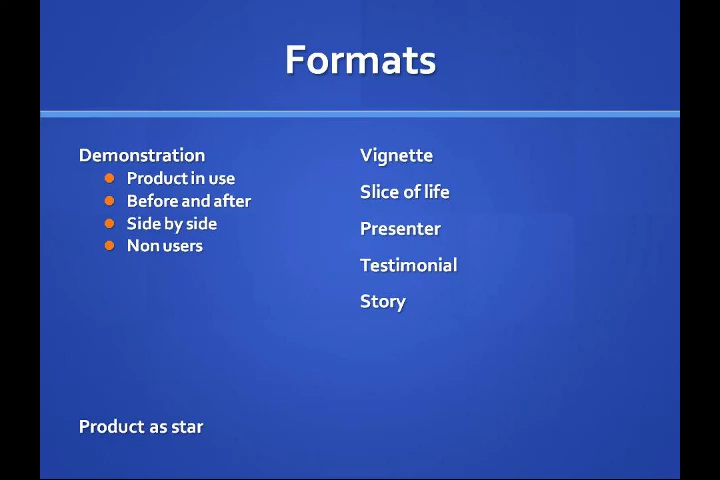 Formats
Demonstration
Product in use
Before and after
Side by side
Non users
Product as star
Vignette
Slice of life
Presenter
Testimonial
Story